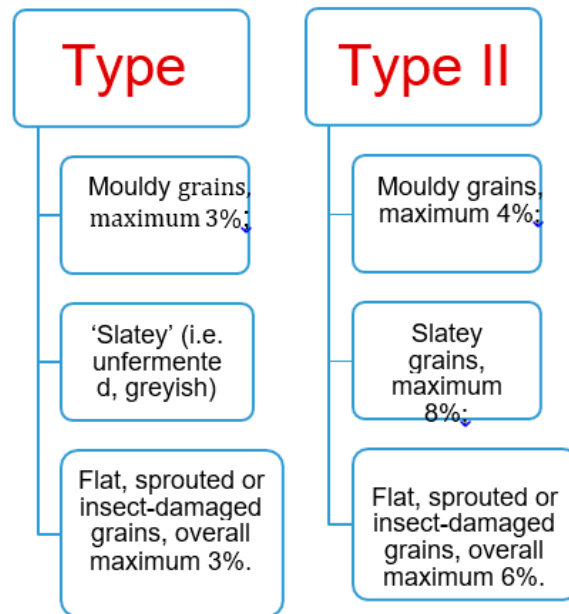 Type
Mouldy grains,
maximum 3%;
‘Slatey’ (i.e.
unfermente
d, greyish)
Flat, sprouted or
insect-damaged
grains, overall
maximum 3%.
Type II
Mouldy grains,
maximum 4%;
Slatey
grains,
maximum
8%;
Flat, sprouted or
insect-damaged
grains, overall
maximum 6%.